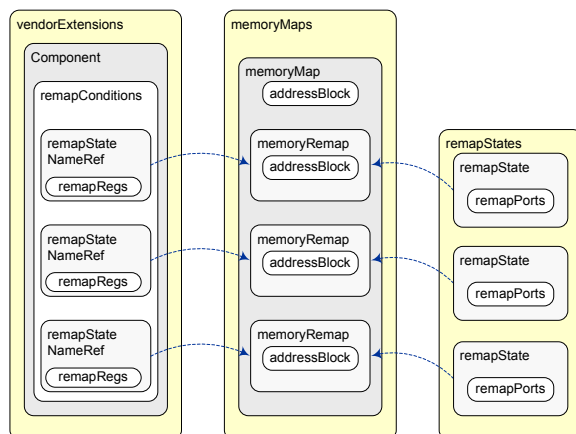 vendorExtensions
Component
remapConditions
remapState
NameRef
remapRegs
remapState
NameRef
remapRegs
remapState
NameRef
remapRegs
memoryMaps
memoryMap
addressBlock
memoryRemap
addressBlock
memoryRemap
addressBlock
memoryRemap
addressBlock
remapStates
remapState
remapPorts
remapState
remapPorts
remapState
remapPorts